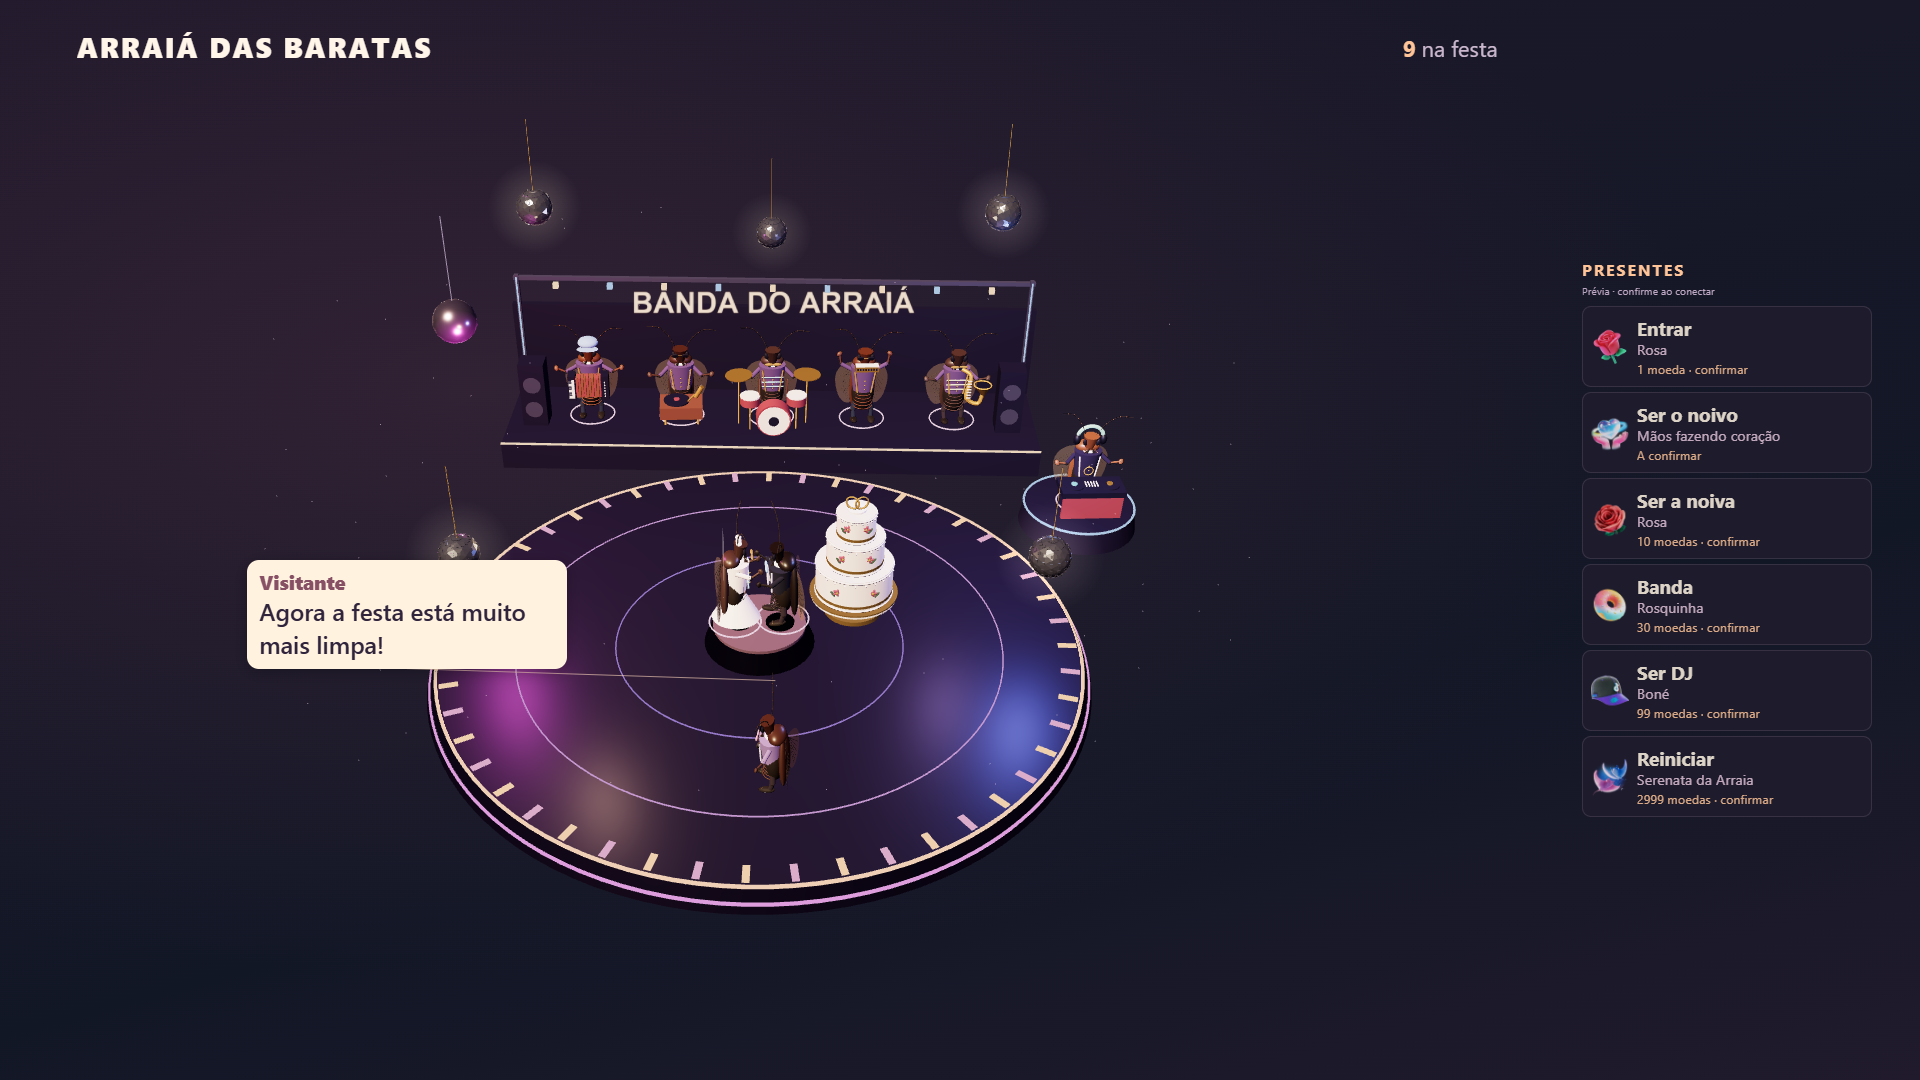 ARRAIÁ DAS BARATAS
9 na festa
BANDA DO ARRAIÁ
Visitante
Agora a festa está muito
mais limpa!
PRESENTES
Prévia · confirme ao conectar
Entrar
Rosa
1 moeda · confirmar
Ser o noivo
Mãos fazendo coração
A confirmar
Ser a noiva
Rosa
10 moedas · confirmar
Banda
Rosquinha
30 moedas · confirmar
Ser DJ
Boné
99 moedas · confirmar
Reiniciar
Serenata da Arraia
2999 moedas · confirmar